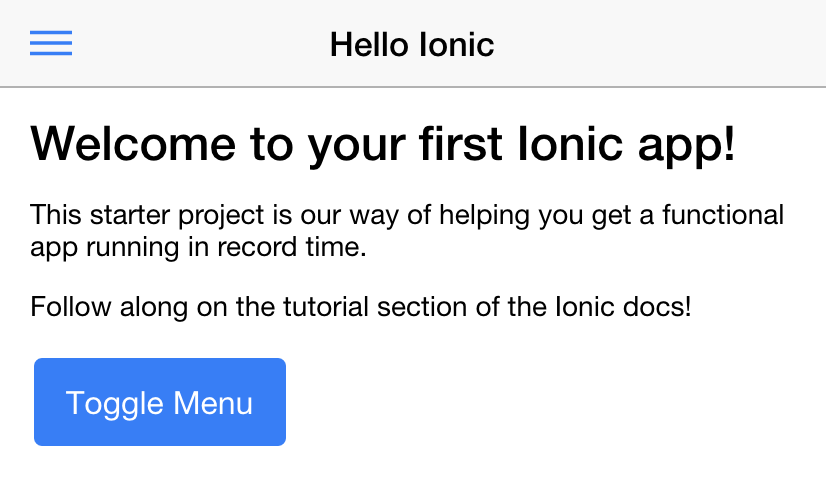 Hello Ionic
Welcome to your first Ionic app!
This starter project is our way of helping you get a functional
app running in record time.
Follow along on the tutorial section of the Ionic docs!
Toggle Menu